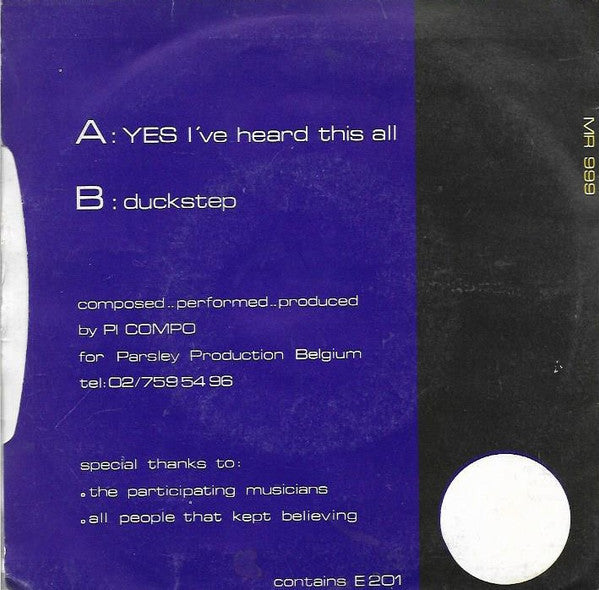 A: YES I've heard this all
B: duckstep
composed..performed..produced
by PI COMPO
for Parsley Production Belgium
tel:02/759 54 96
special thanks to:
.the participating musicians
.all people that kept believing
contains E201
MR 999